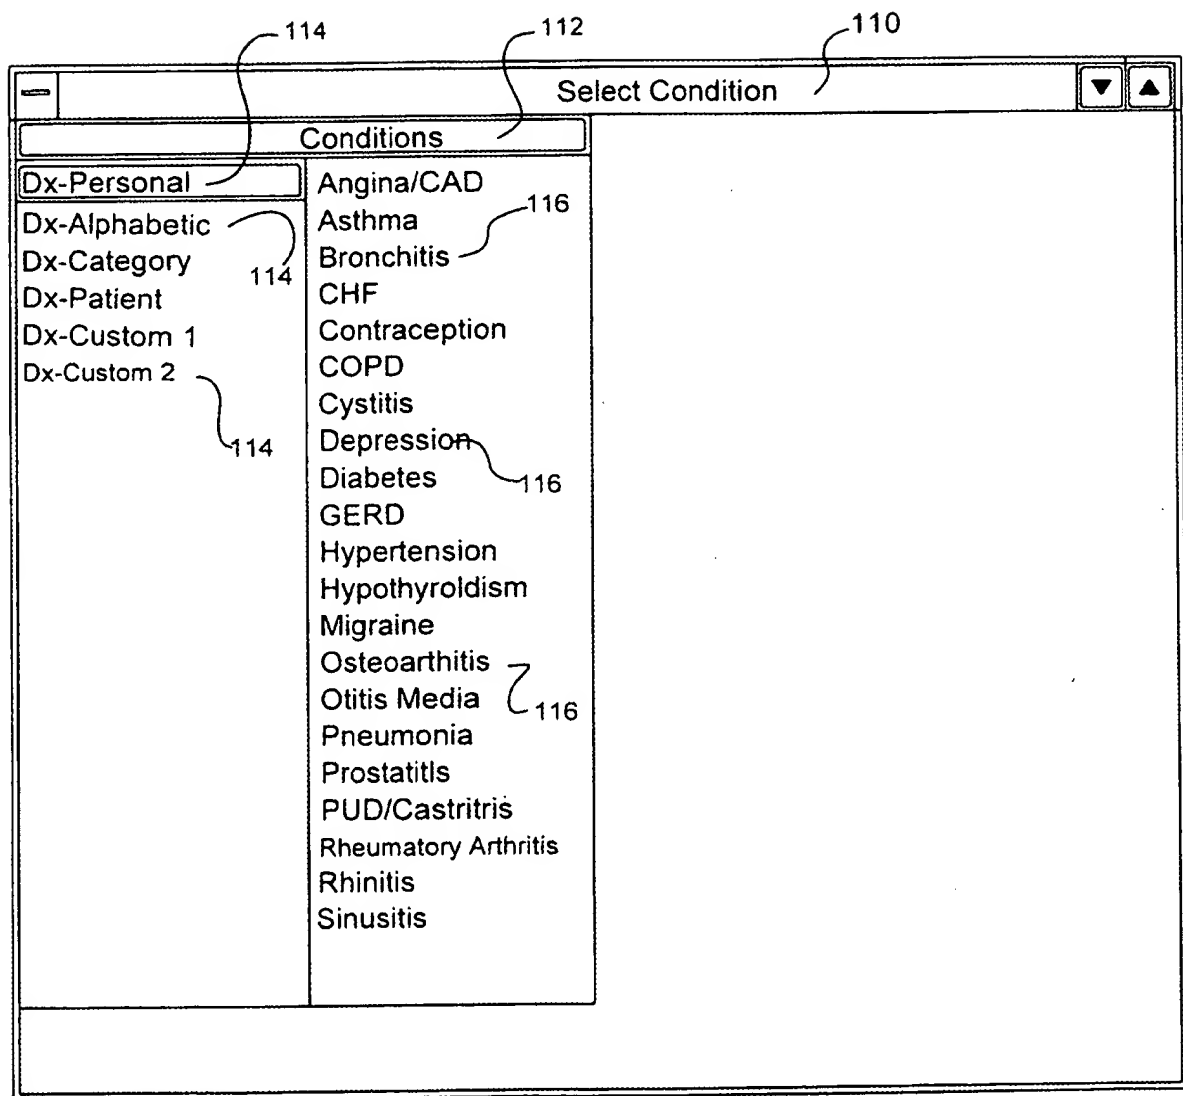 114
112
110
Select Condition
Conditions
Dx-Personal
Dx-Alphabetic
114
Dx-Category
Dx-Patient
Dx-Custom 1
Dx-Custom 2
114
Angina/CAD
116
Asthma
Bronchitis
CHF
Contraception
COPD
Cystitis
Depression
Diabetes
116
GERD
Hypertension
Hypothyroldism
Migraine
Osteoarthitis
Otitis Media
116
Pneumonia
Prostatitls
PUD/Castritris
Rheumatory Arthritis
Rhinitis
Sinusitis